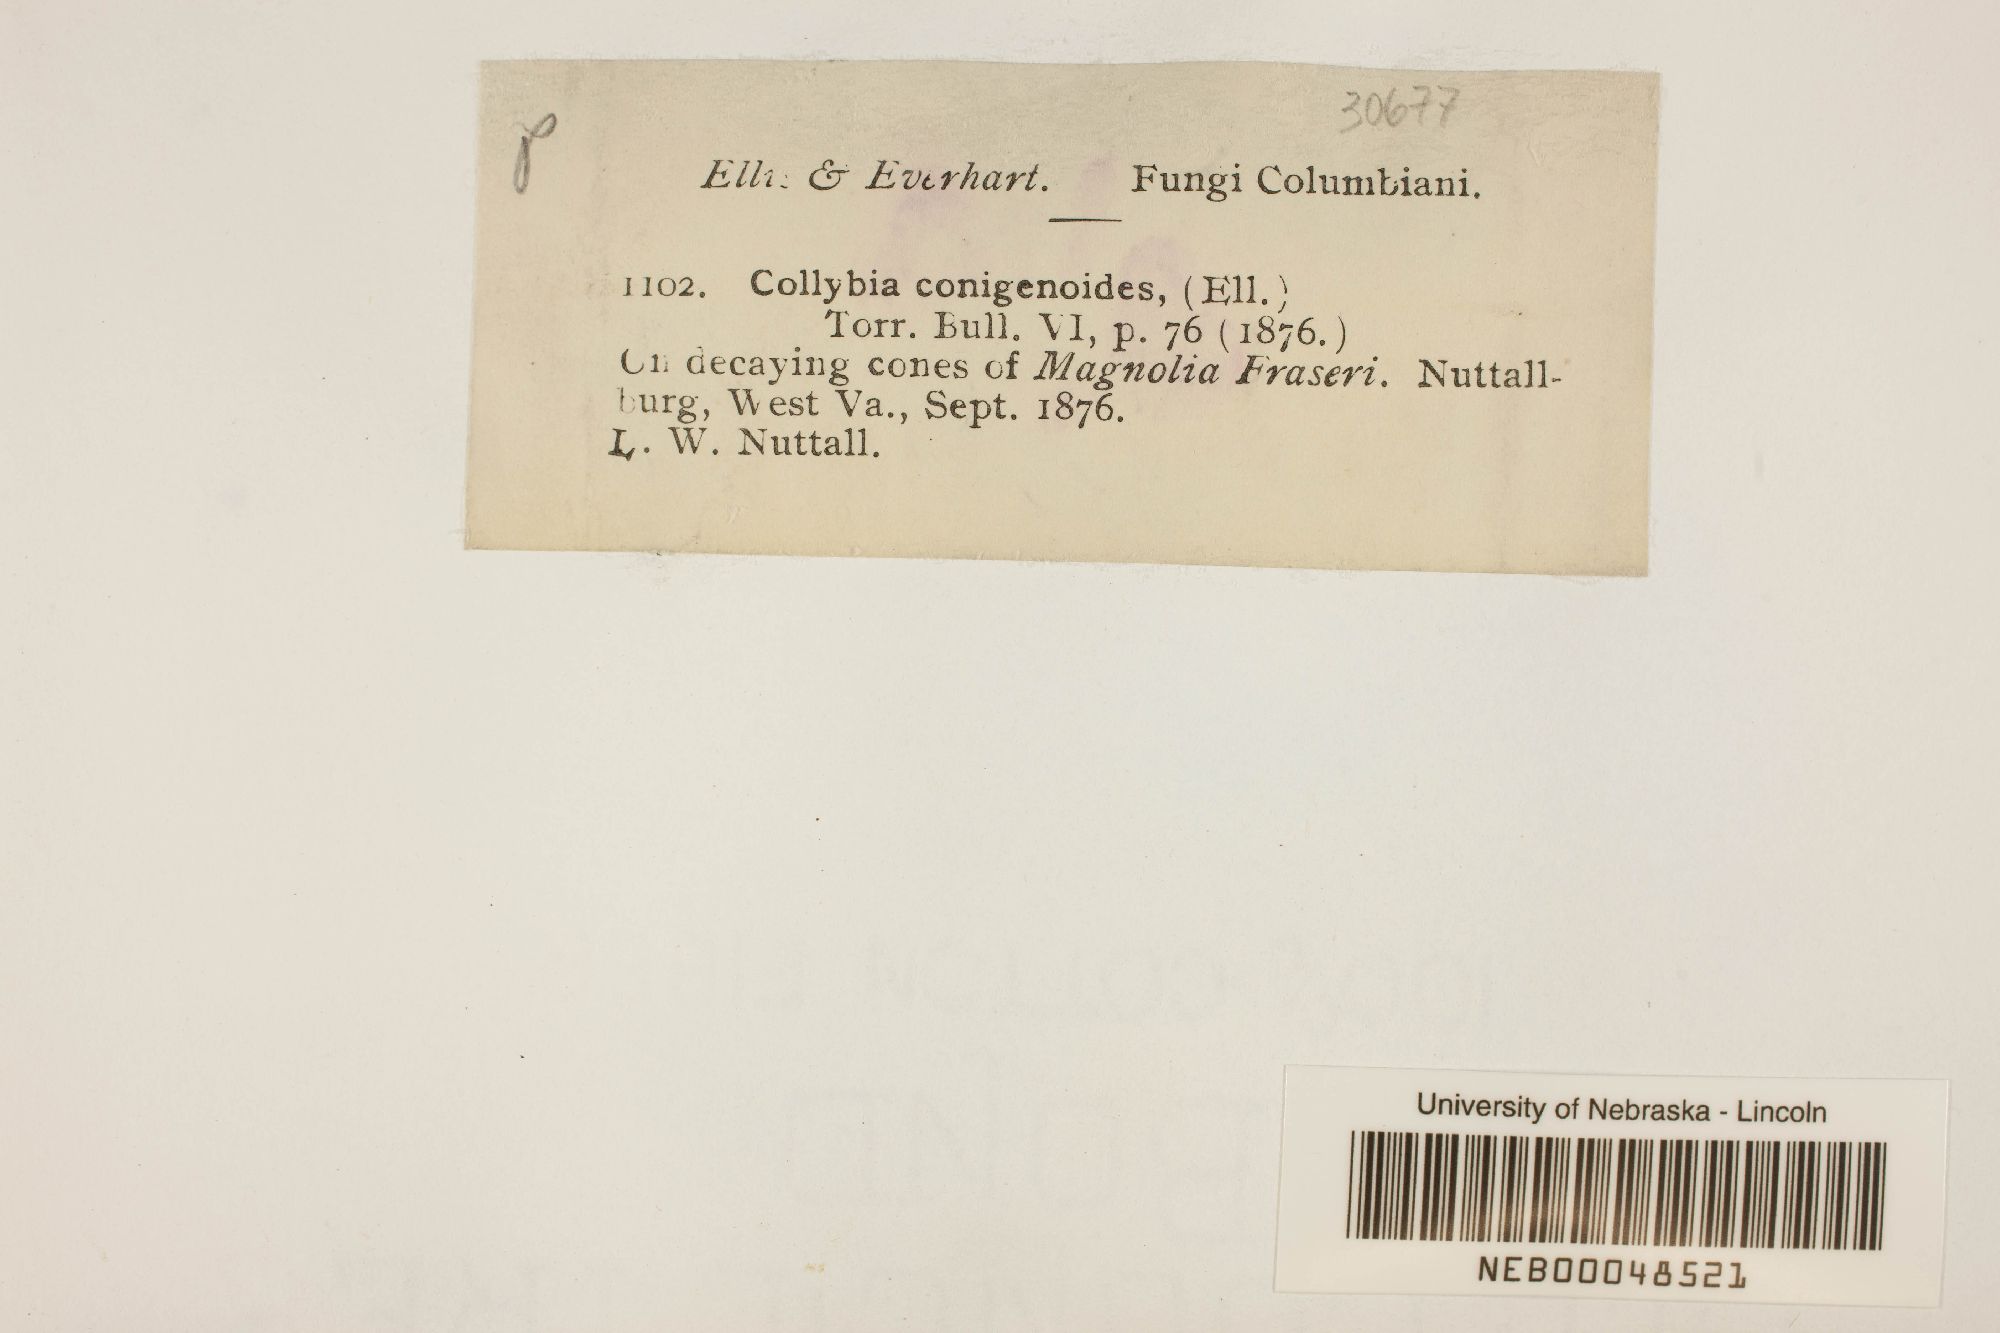 30677
Ellis & Everhart. Fungi Columbiani.
1102. Collybia conigenoides, (Ell.)
Torr. Bull. VI, p. 76 (1876.)
On decaying cones of Magnolia Fraseri. Nuttall-
burg, West Va., Sept. 1876.
L. W. Nuttall.
University of Nebraska - Lincoln
NEB00048521